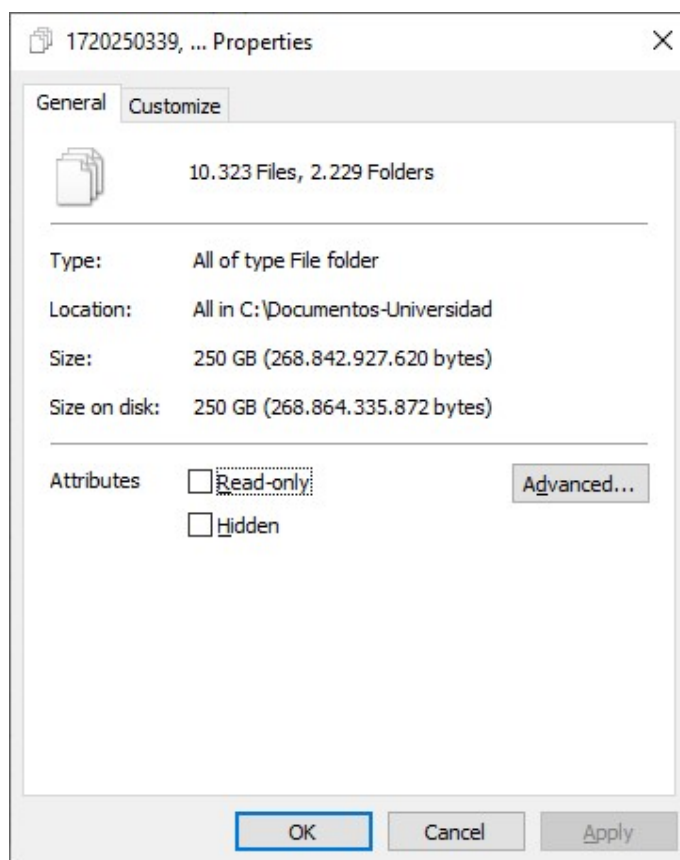 1720250339, ... Properties
General Customize
10.323 Files, 2.229 Folders
Type: All of type File folder
Location: All in C:\Documentos-Universidad
Size: 250 GB (268.842.927.620 bytes)
Size on disk: 250 GB (268.864.335.872 bytes)
Attributes Read-only Advanced...
Hidden
OK Cancel Apply